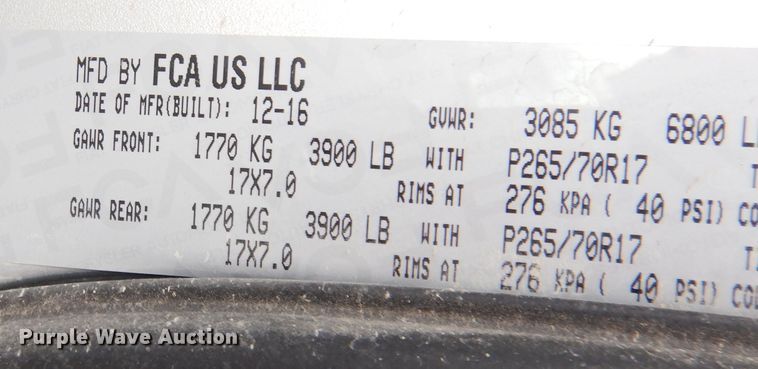 MFD BY FCA US LLC
DATE OF MFR(BUILT): 12-16 GVWR: 3085 KG 6800 L
GAWR FRONT: 1770 KG 3900 LB WITH P265/70R17 T
17X7.0 RIMS AT 276 KPA ( 40 PSI) CO
GAWR REAR: 1770 KG 3900 LB WITH P265/70R17 T
17X7.0 RIMS AT 276 KPA ( 40 PSI) CO
Purple Wave Auction